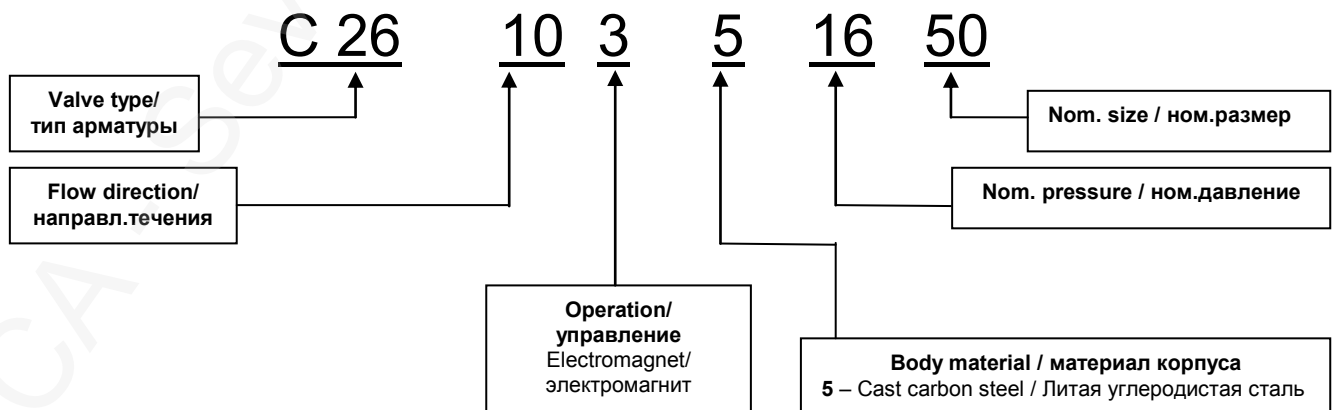 C 26 10 3 5 16 50
Valve type/
тип арматуры
Nom. size / ном.размер
Flow direction/
направл.течения
Nom. pressure / ном.давление
Operation/
управление
Electromagnet/
электромагнит
Body material / материал корпуса
5 – Cast carbon steel / Литая углеродистая сталь